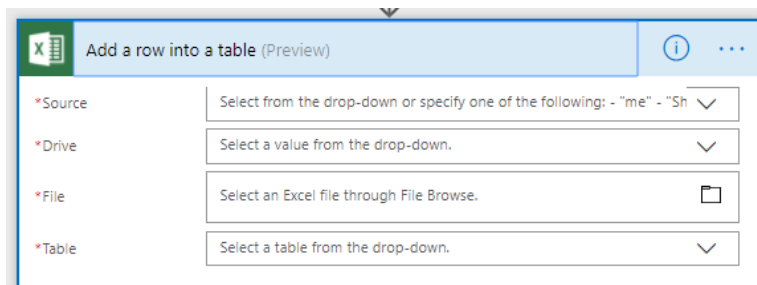 Add a row into a table (Preview)
*Source Select from the drop-down or specify one of the following: - "me" - "Sh
*Drive Select a value from the drop-down.
*File Select an Excel file through File Browse.
*Table Select a table from the drop-down.